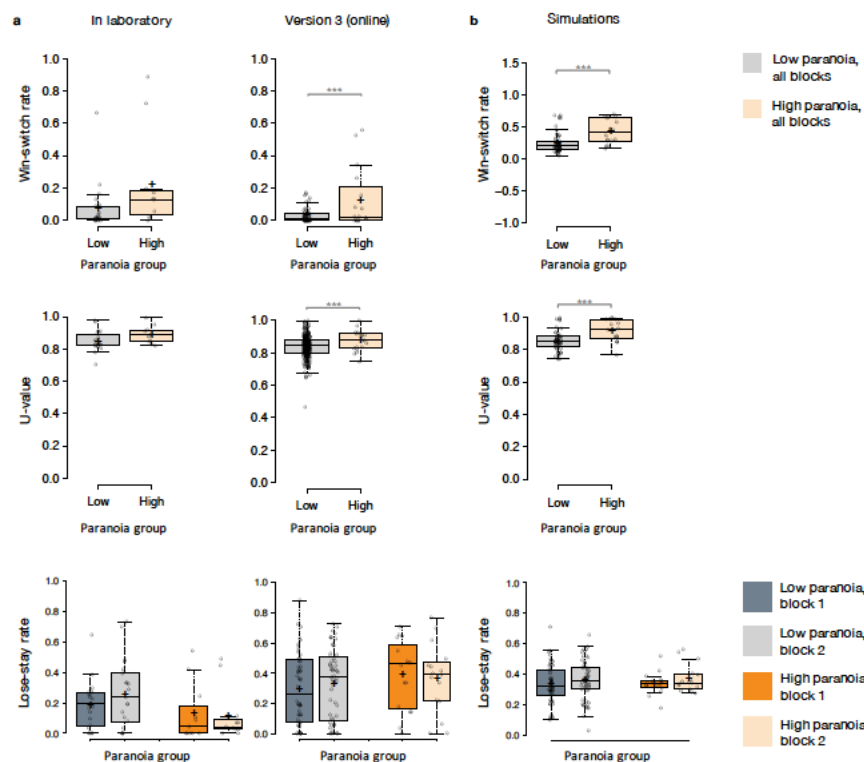 a In laboratory Version 3 (online) b Simulations
Win-switch rate
1.0
0.8
0.6
0.4
0.2
0.0
Low High
Paranoia group
1.0
0.8
0.6
0.4
0.2
0.0
***
Low High
Paranoia group
Win-switch rate
1.5
1.0
0.5
0.0
−0.5
−1.0
***
Low High
Paranoia group
Low paranoia,
all blocks
High paranoia,
all blocks
U-value
1.0
0.8
0.6
0.4
0.2
0.0
Low High
Paranoia group
1.0
0.8
0.6
0.4
0.2
0.0
***
Low High
Paranoia group
U-value
1.0
0.8
0.6
0.4
0.2
0.0
***
Low High
Paranoia group
Lose-stay rate
1.0
0.8
0.6
0.4
0.2
0.0
Paranoia group
1.0
0.8
0.6
0.4
0.2
0.0
Paranoia group
Lose-stay rate
1.0
0.8
0.6
0.4
0.2
0.0
Paranoia group
Low paranoia,
block 1
Low paranoia,
block 2
High paranoia,
block 1
High paranoia,
block 2